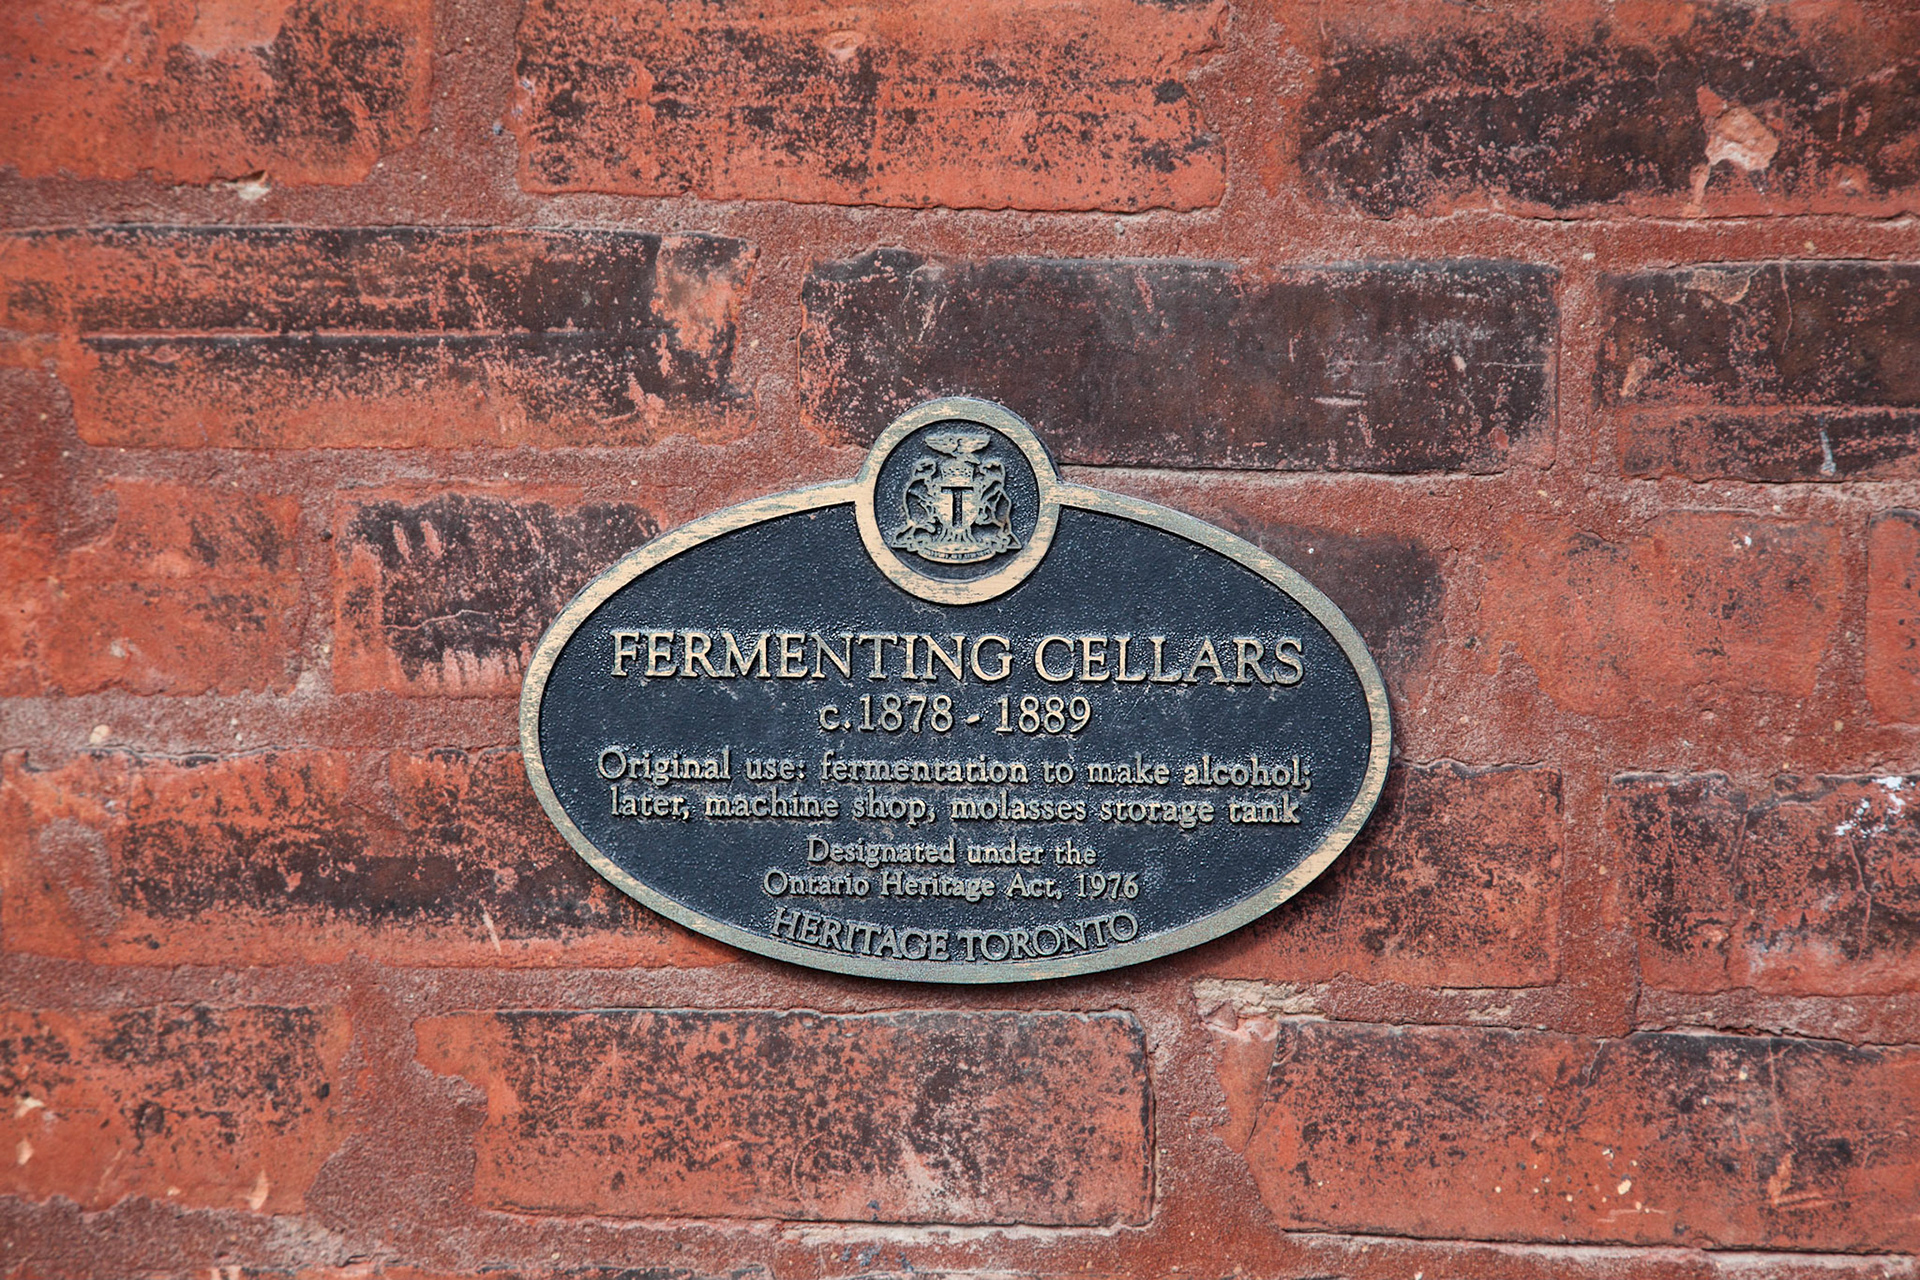 T
FERMENTING CELLARS
c.1878 - 1889
Original use: fermentation to make alcohol;
later, machine shop, molasses storage tank
Designated under the
Ontario Heritage Act, 1976
HERITAGE TORONTO